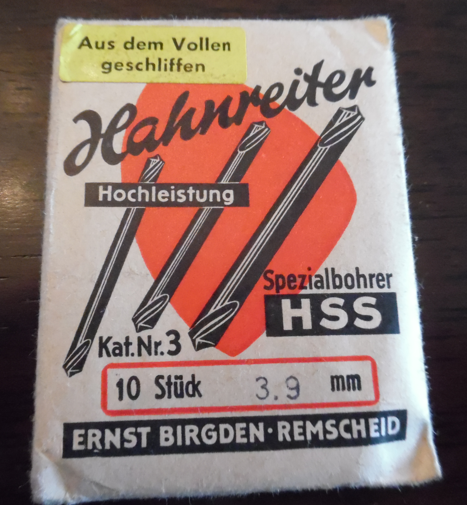 Aus dem Vollen
geschliffen
Hahnreiter
Hochleistung
Spezialbohrer
HSS
Kat.Nr.3
10 Stück 3.9 mm
ERNST BIRGDEN·REMSCHEID